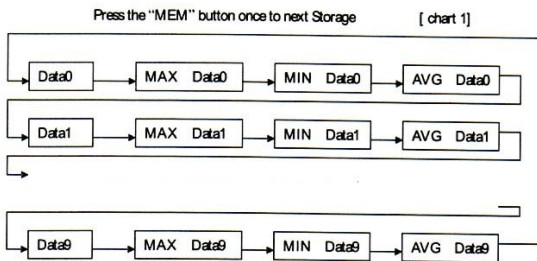 Press the “MEM” button once to next Storage [ chart 1]
Data0 MAX Data0 MIN Data0 AVG Data0
Data1 MAX Data1 MIN Data1 AVG Data1
Data9 MAX Data9 MIN Data9 AVG Data9